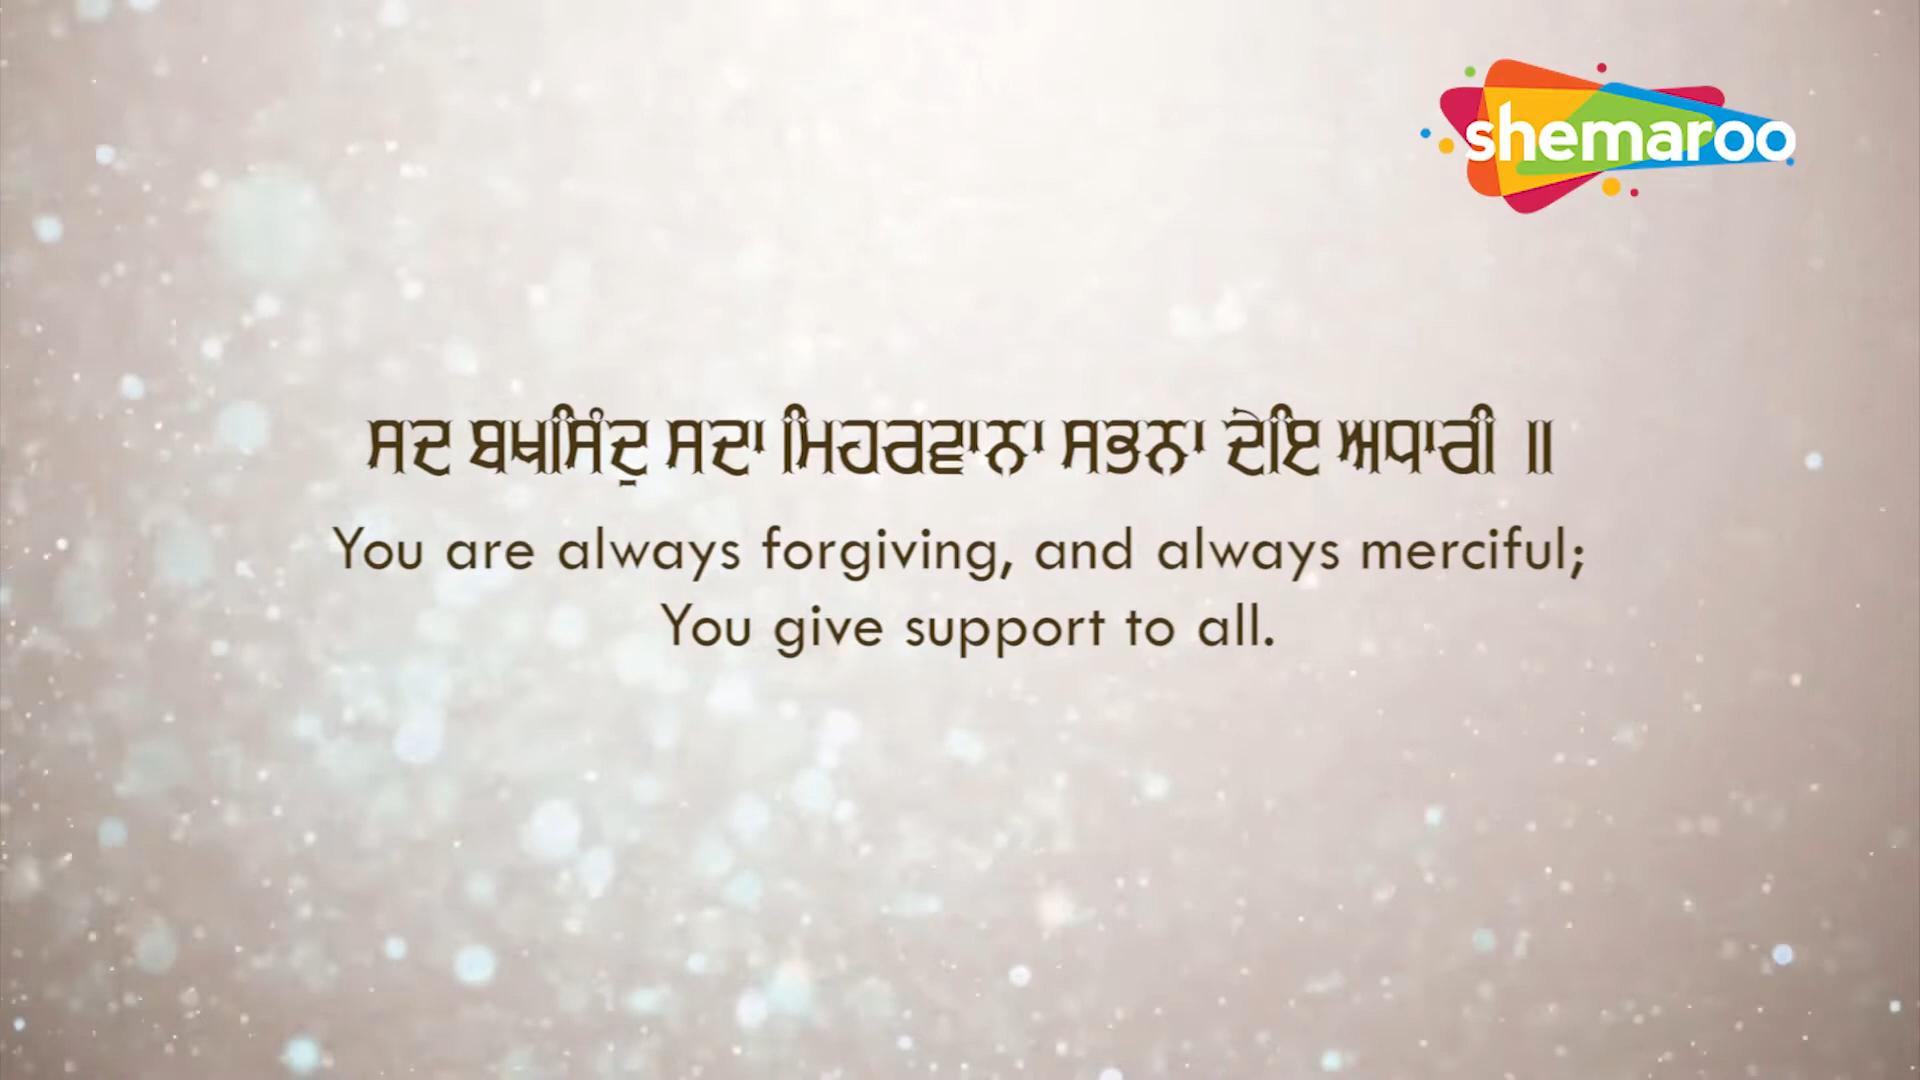 shemaroo
ਸਦ ਬਖਸਿੰਦੁ ਸਦਾ ਮਿਹਰਵਾਨਾ ਸਭਨਾ ਦੇਇ ਅਧਾਰੀ ॥
You are always forgiving, and always merciful;
You give support to all.